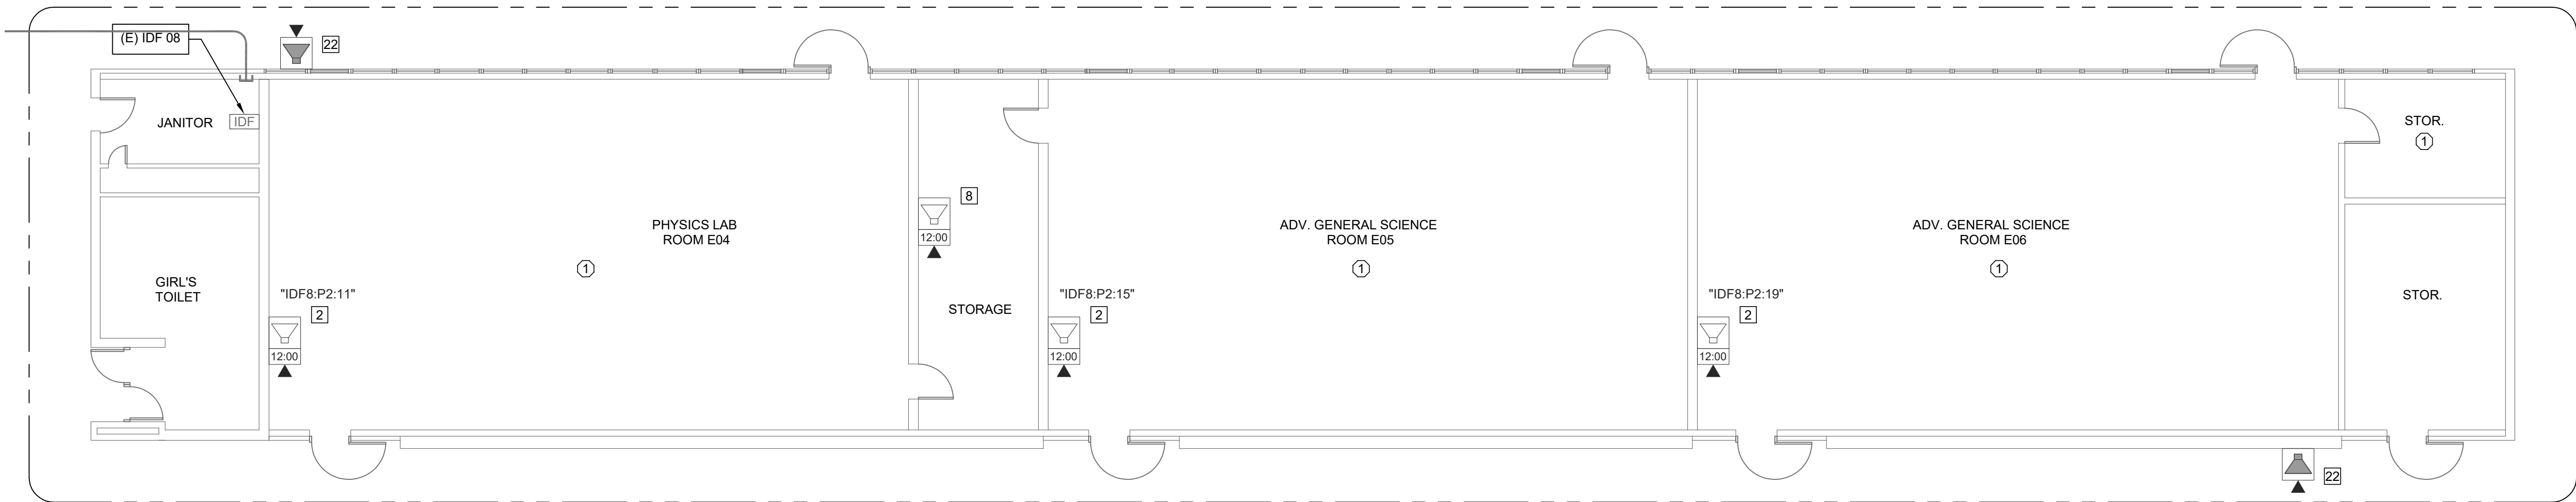 (E) IDF 08
22
JANITOR
IDF
STOR.
1
8
12:00
PHYSICS LAB
ROOM E04
1
ADV. GENERAL SCIENCE
ROOM E05
1
ADV. GENERAL SCIENCE
ROOM E06
1
GIRL'S
TOILET
"IDF8:P2:11"
2
12:00
STORAGE
"IDF8:P2:15"
2
12:00
"IDF8:P2:19"
2
12:00
STOR.
22